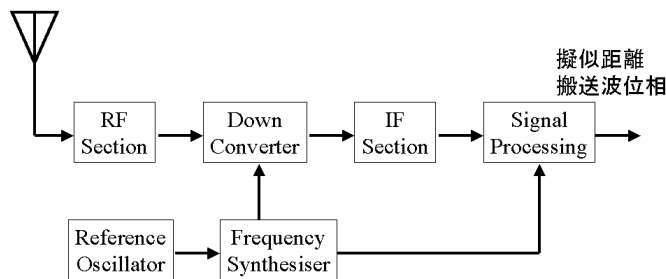 擬似距離
搬送波位相
RF
Section
Down
Converter
IF
Section
Signal
Processing
Reference
Oscillator
Frequency
Synthesiser